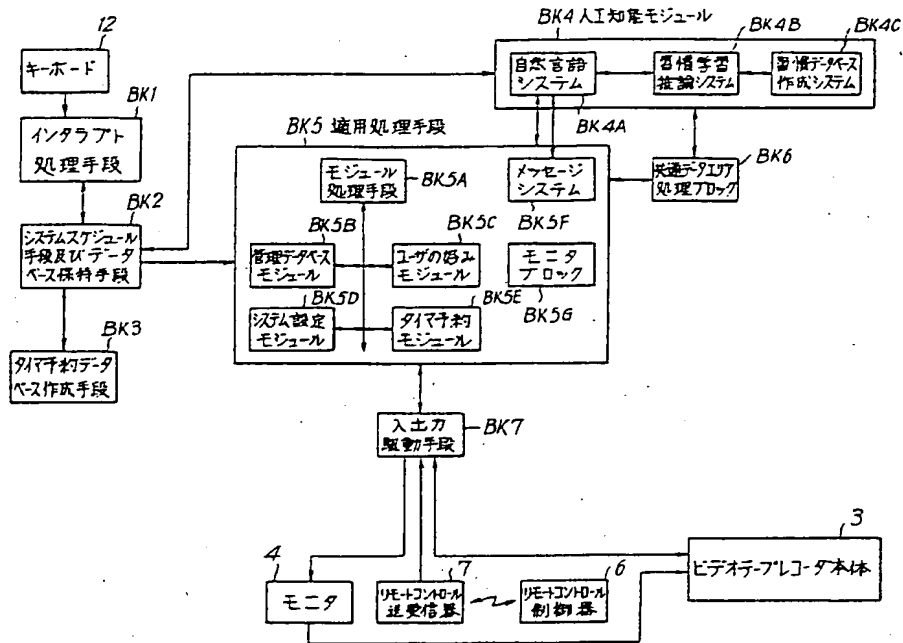 12
キーボード
BK1
インタラプト
処理手段
BK2
システムスケジュール
手段及びデータ
ベース保持手段
BK3
タイマ予約データ
ベース作成手段
BK4 人工知能モジュール
BK4B
BK4C
自然言語
システム
習慣学習
推論システム
習慣データベース
作成システム
BK4A
BK5 適用処理手段
モジュール
処理手段
BK5A
メッセージ
システム
BK5F
共通データエリア
処理ブロック
BK6
BK5B
BK5C
管理データベース
モジュール
ユーザの好み
モジュール
モニタ
ブロック
BK5G
BK5D
BK5E
システム設定
モジュール
タイマ予約
モジュール
入出力
駆動手段
BK7
3
ビデオテープレコーダ本体
4
モニタ
7
リモートコントロール
送受信器
6
リモートコントロール
制御器